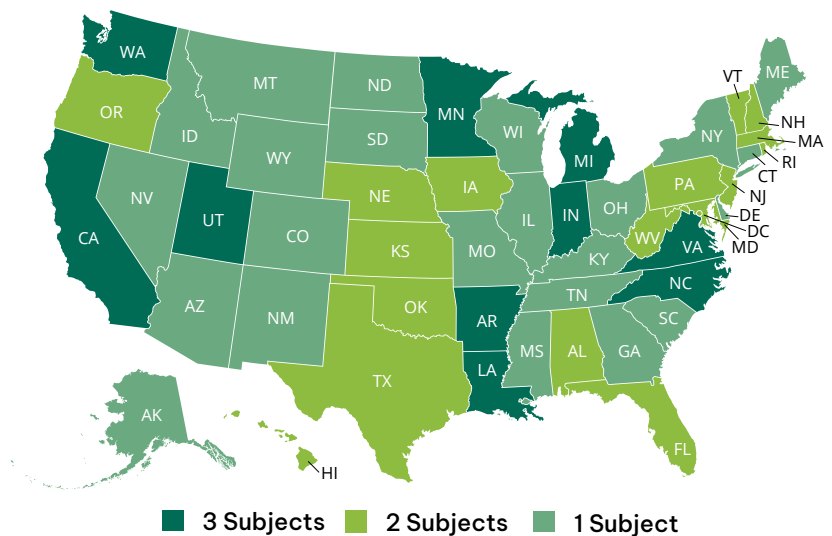 WA
MT
ND
MN
VT
ME
OR
ID
SD
WI
MI
NY
NH
MA
WY
RI
CT
NE
IA
PA
NJ
NV
UT
IL
IN
OH
DE
DC
CA
CO
KS
MO
WV
VA
MD
KY
NC
AZ
NM
OK
AR
TN
SC
TX
LA
MS
AL
GA
AK
FL
HI
3 Subjects
2 Subjects
1 Subject